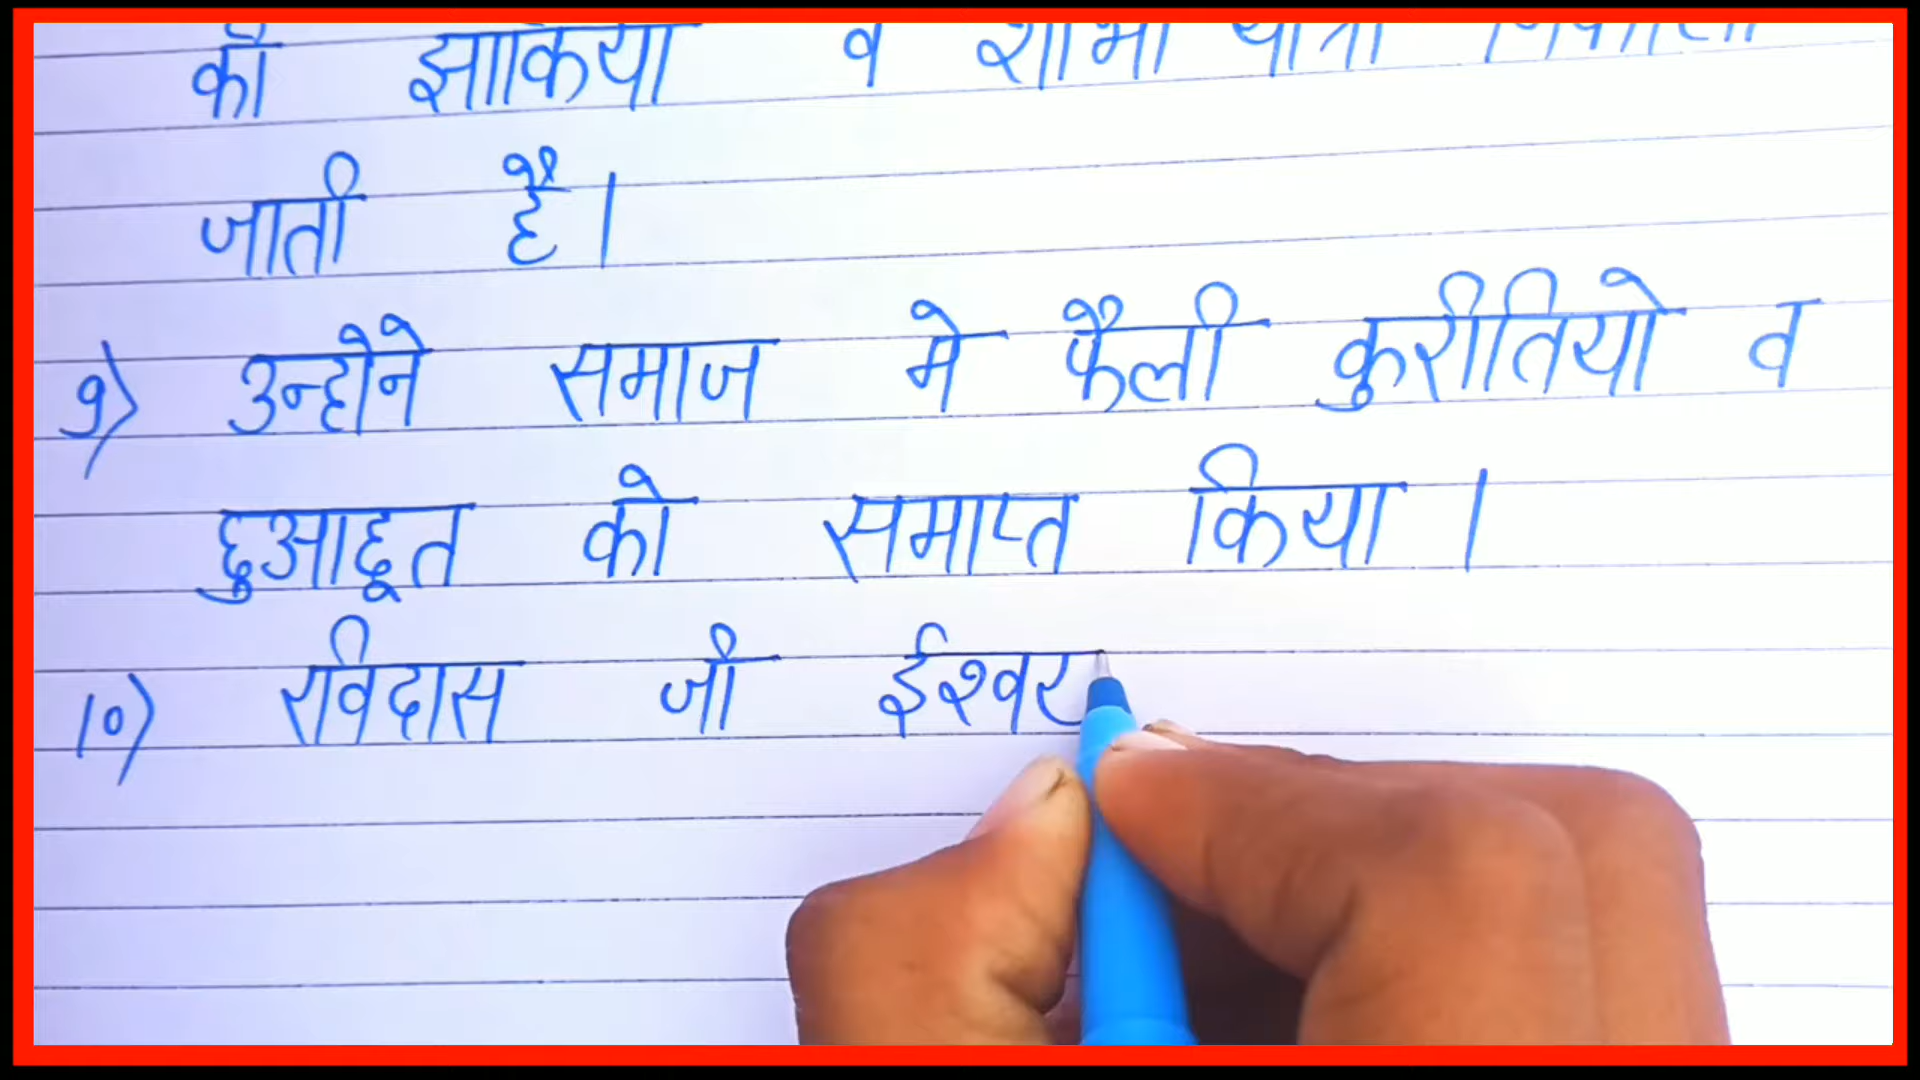 की झाकिया व शोभा यात्रा निकाली
जाती है।
9) उन्होने समाज मे फैली कुरीतियो व
छुआछूत को समाप्त किया ।
10) रविदास जी ईश्वर